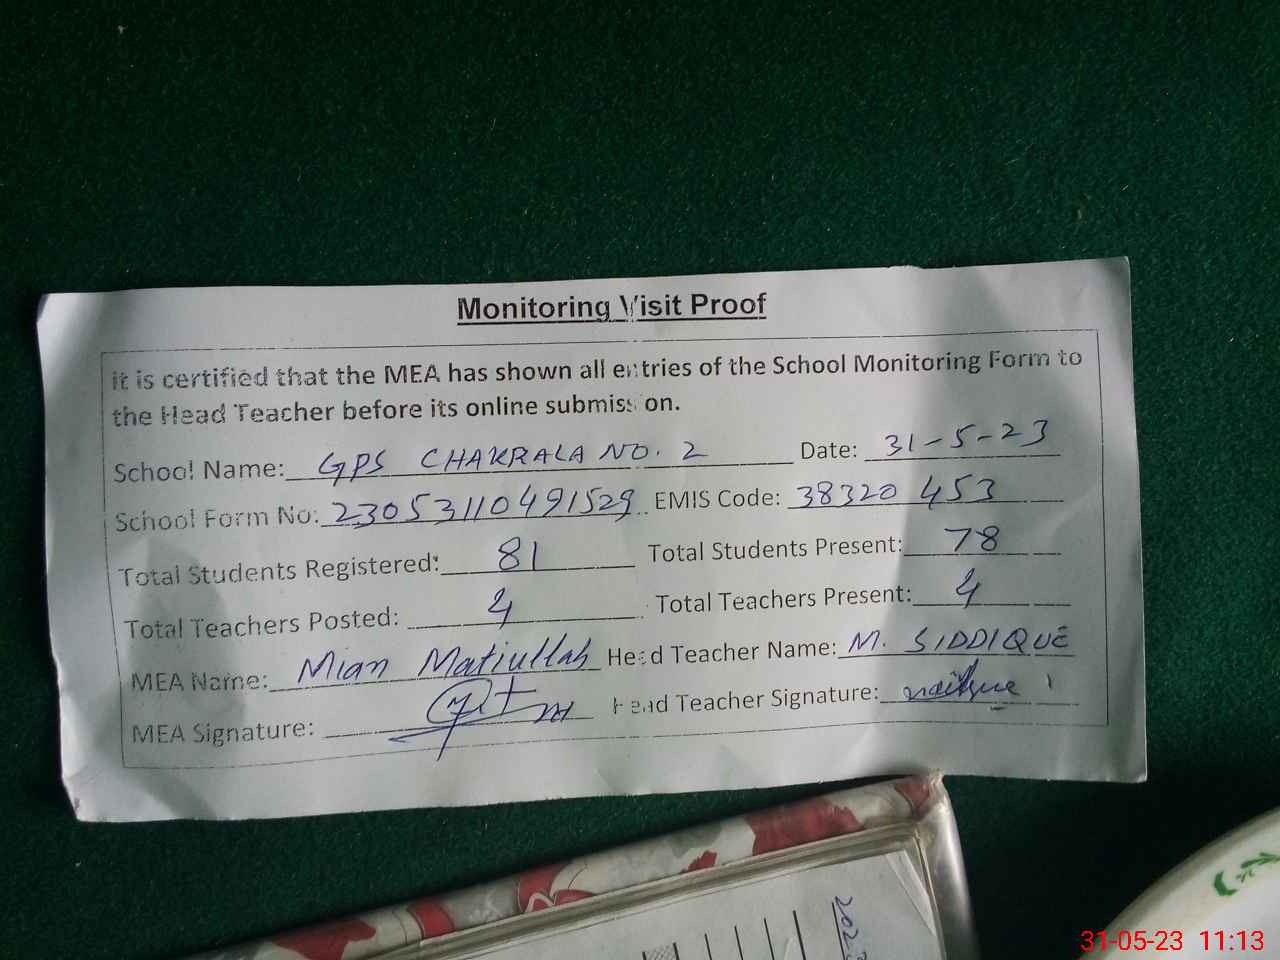 Monitoring Visit Proof
It is certified that the MEA has shown all entries of the School Monitoring Form to
the Head Teacher before its online submission.
School Name: GPS CHAKRALA NO. 2 Date: 31-5-23
School Form No: 23053110491529 EMIS Code: 38320453
Total Students Registered: 81 Total Students Present: 78
Total Teachers Posted: 4 Total Teachers Present: 4
MEA Name: Mian Matiullah Head Teacher Name: M. SIDDIQUE
MEA Signature: Head Teacher Signature:
202
31-05-23 11:13